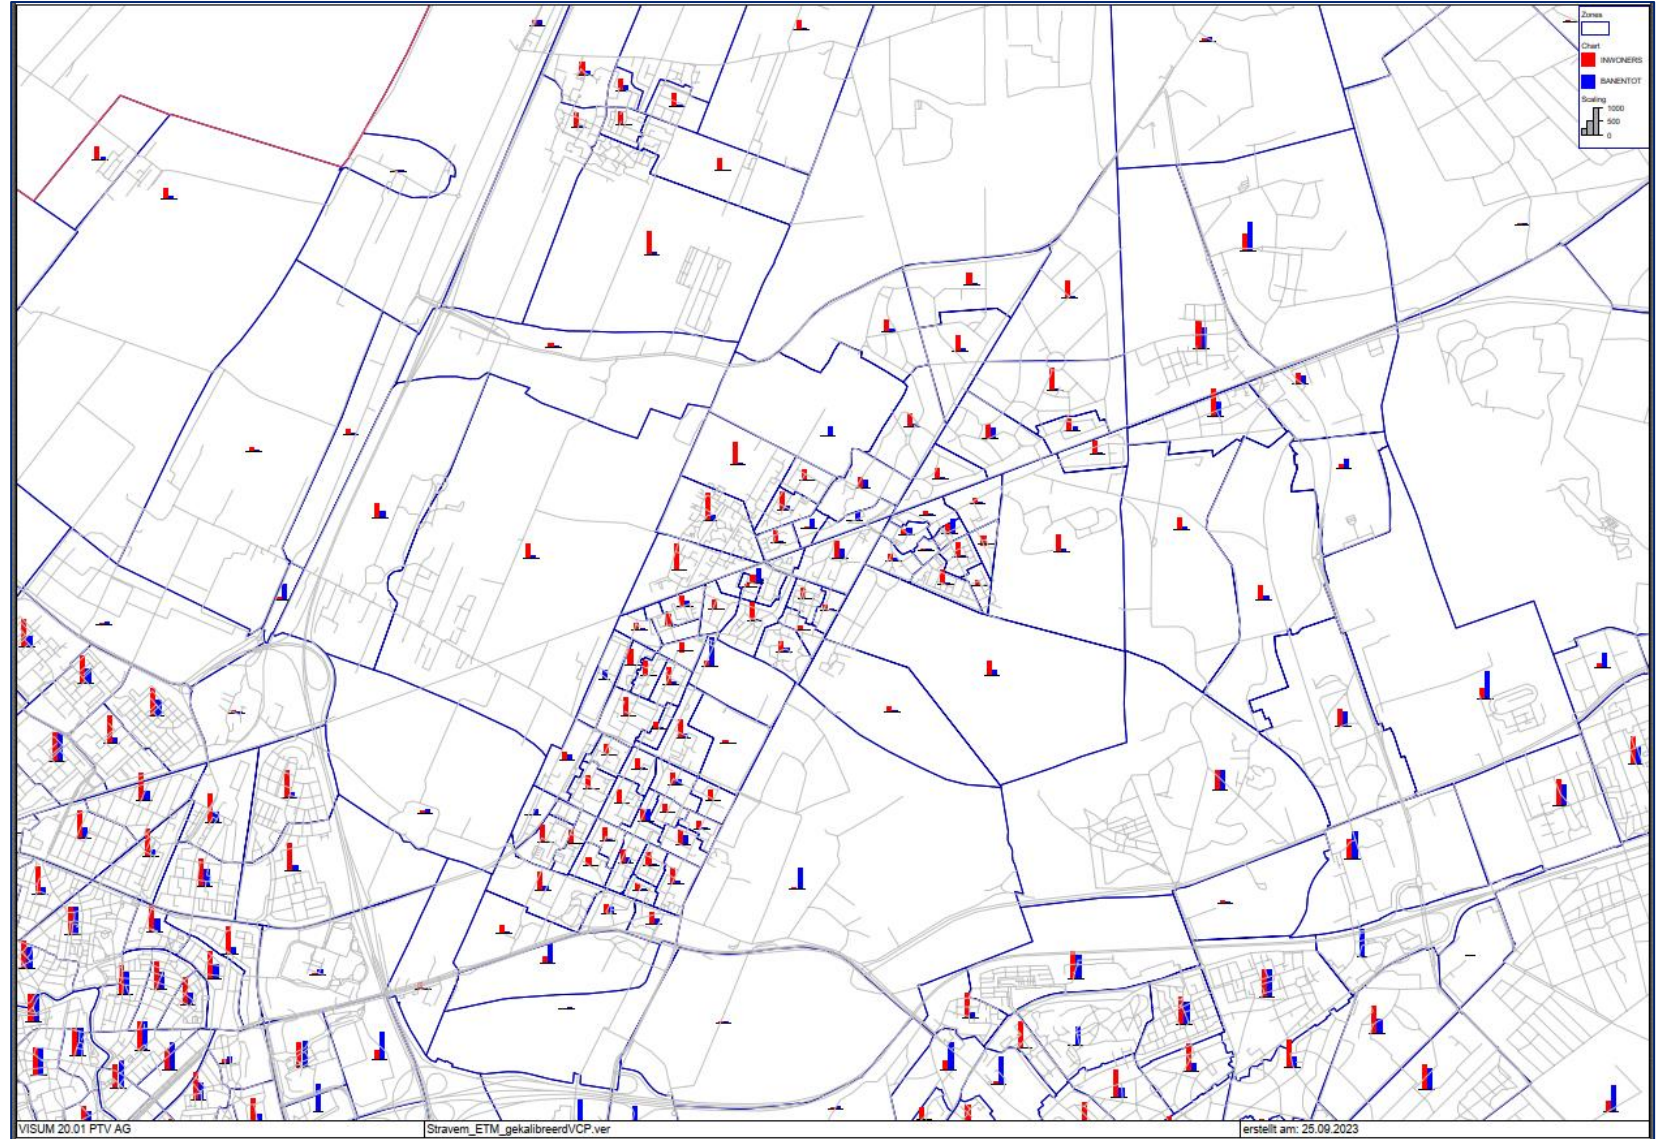 Zones
Chart
INWONERS
BANENTOT
Scaling
1000
500
0
VISUM 20.01 PTV AG
Stravem_ETM_gekalibreerdVCP.ver
erstellt am: 25.09.2023